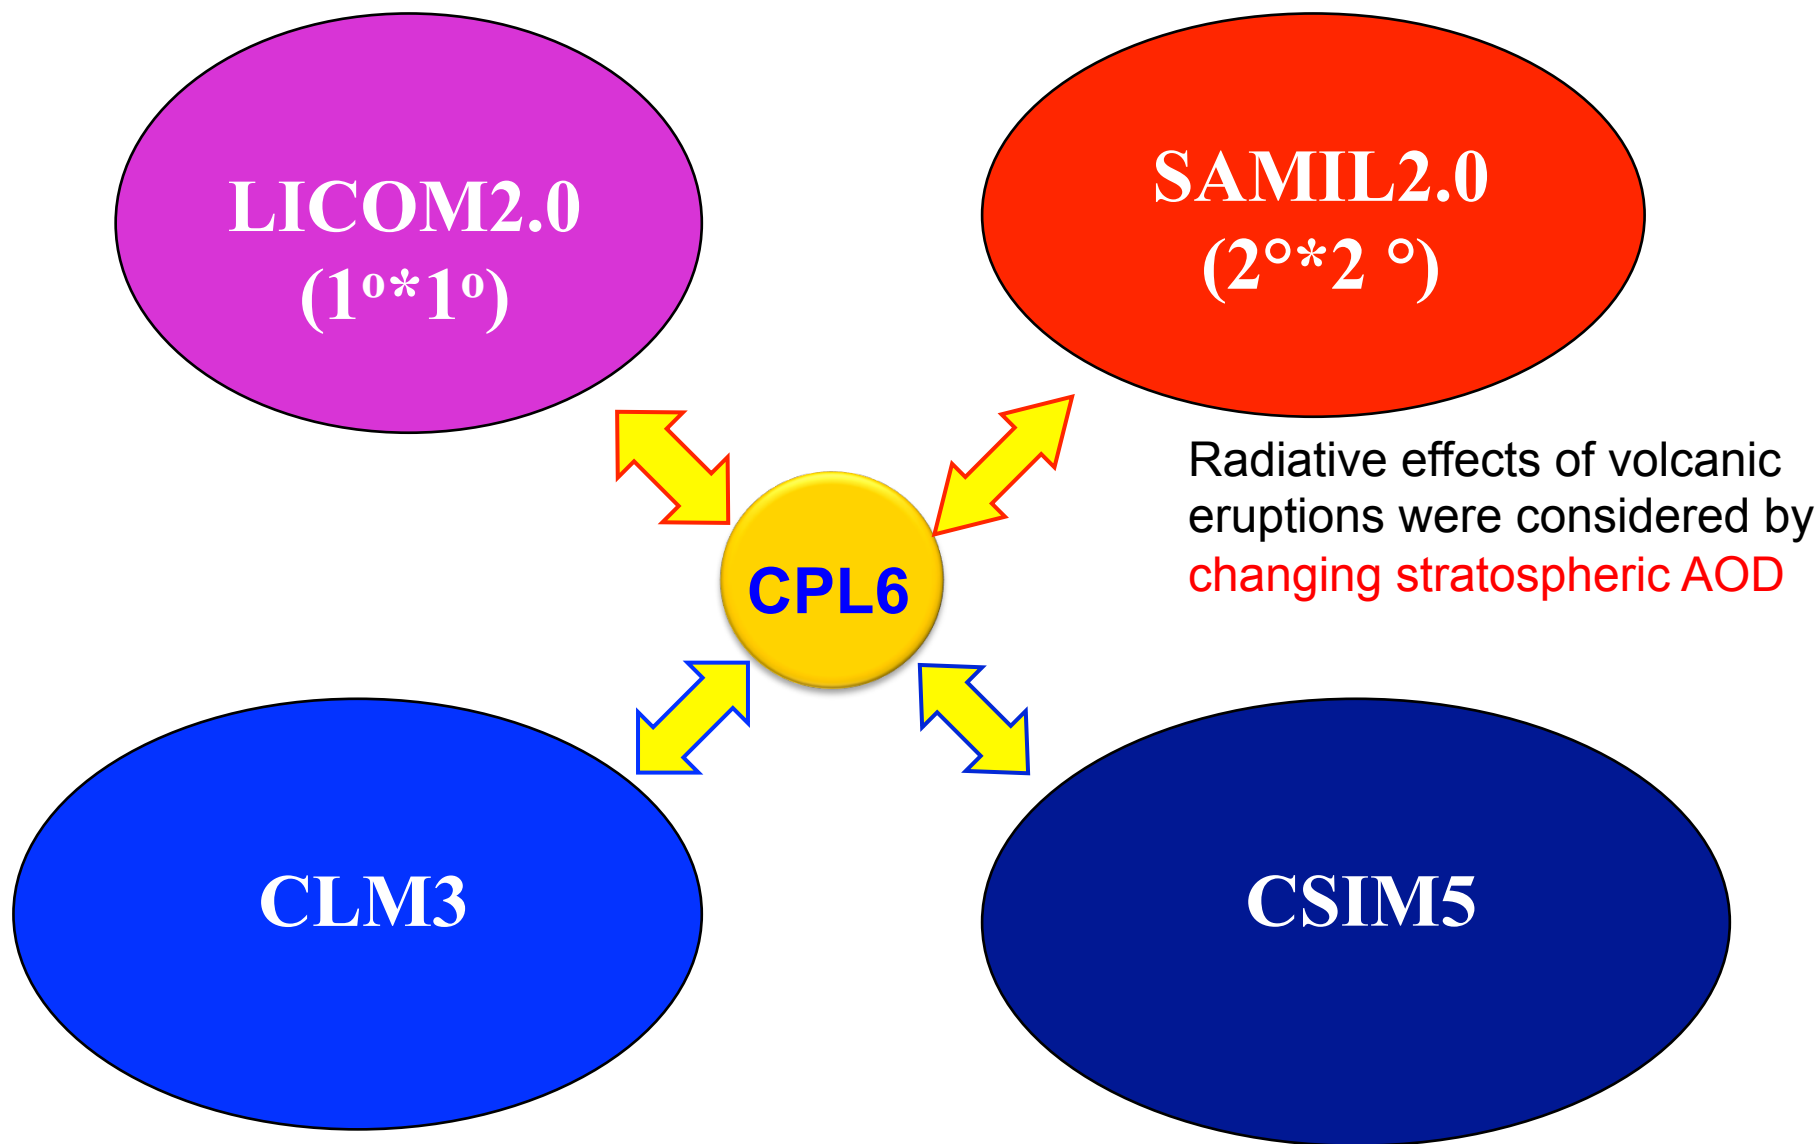 LICOM2.0
(1º*1º)
SAMIL2.0
(2°*2 °)
Radiative effects of volcanic
eruptions were considered by
changing stratospheric AOD
CPL6
CLM3
CSIM5